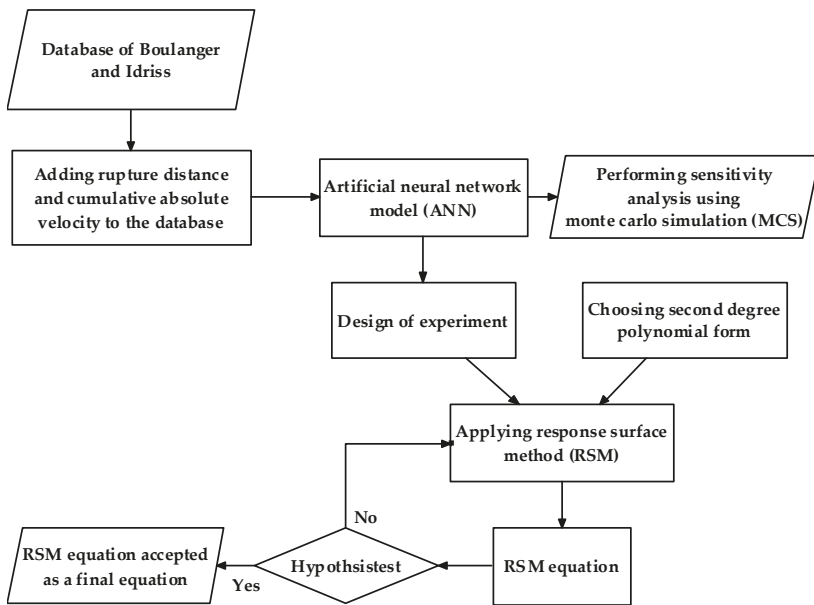 Database of Boulanger
and Idriss
Adding rupture distance
and cumulative absolute
velocity to the database
Artificial neural network
model (ANN)
Performing sensitivity
analysis using
monte carlo simulation (MCS)
Design of experiment
Choosing second degree
polynomial form
Applying response surface
method (RSM)
No
RSM equation accepted
as a final equation
Yes
Hypothsistest
RSM equation